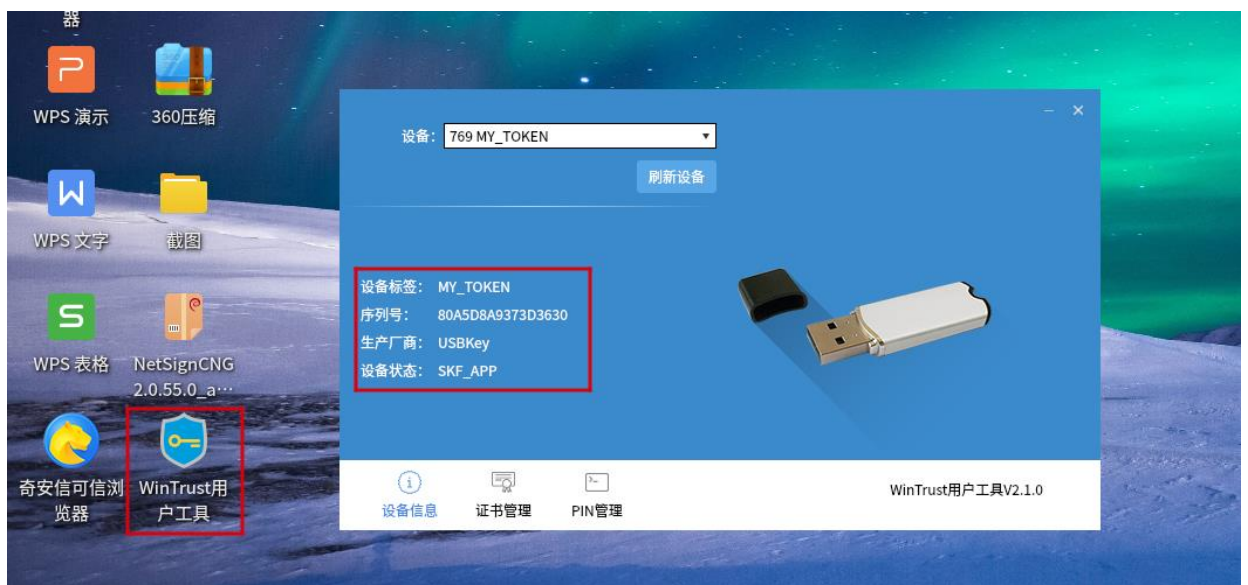 器
WPS 演示
360压缩
WPS 文字
截图
WPS 表格
NetSignCNG
2.0.55.0_a…
奇安信可信浏
览器
WinTrust用
户工具
设备: 769 MY_TOKEN
刷新设备
设备标签: MY_TOKEN
序列号: 80A5D8A9373D3630
生产厂商: USBKey
设备状态: SKF_APP
设备信息
证书管理
PIN管理
WinTrust用户工具V2.1.0